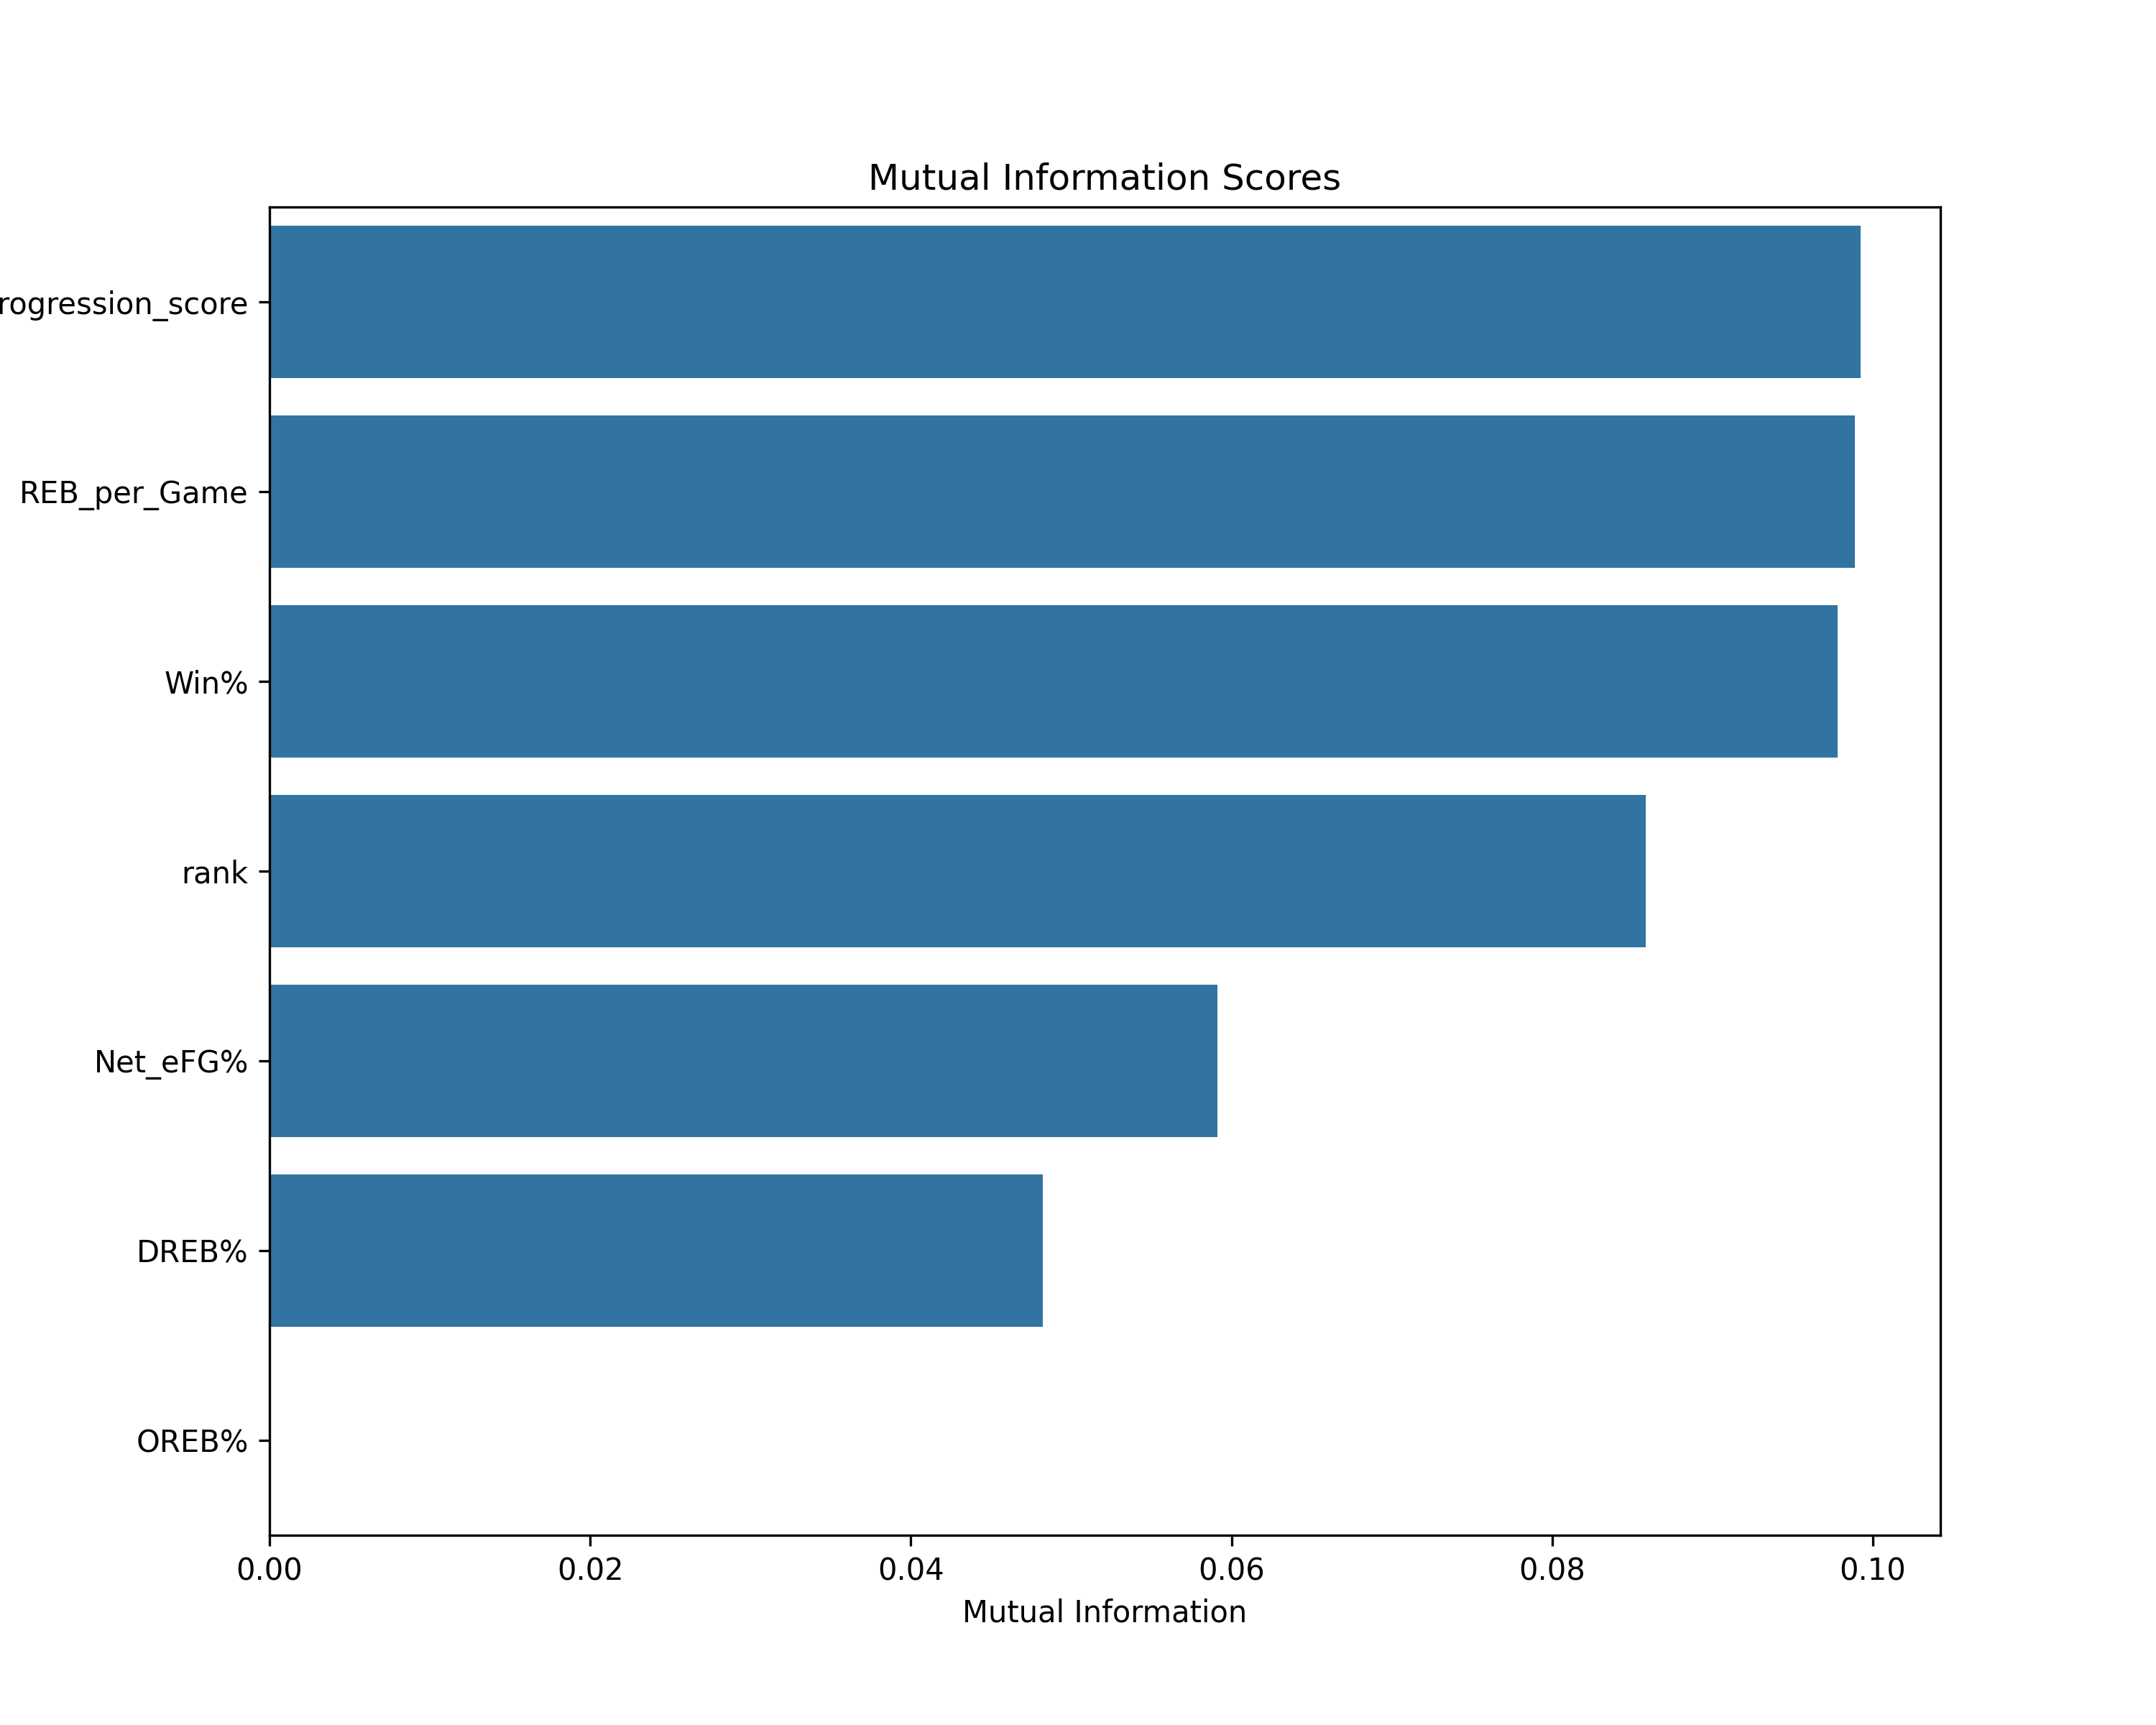 Mutual Information Scores
rogression_score
REB_per_Game
Win%
rank
Net_eFG%
DREB%
OREB%
0.00 0.02 0.04 0.06 0.08 0.10
Mutual Information